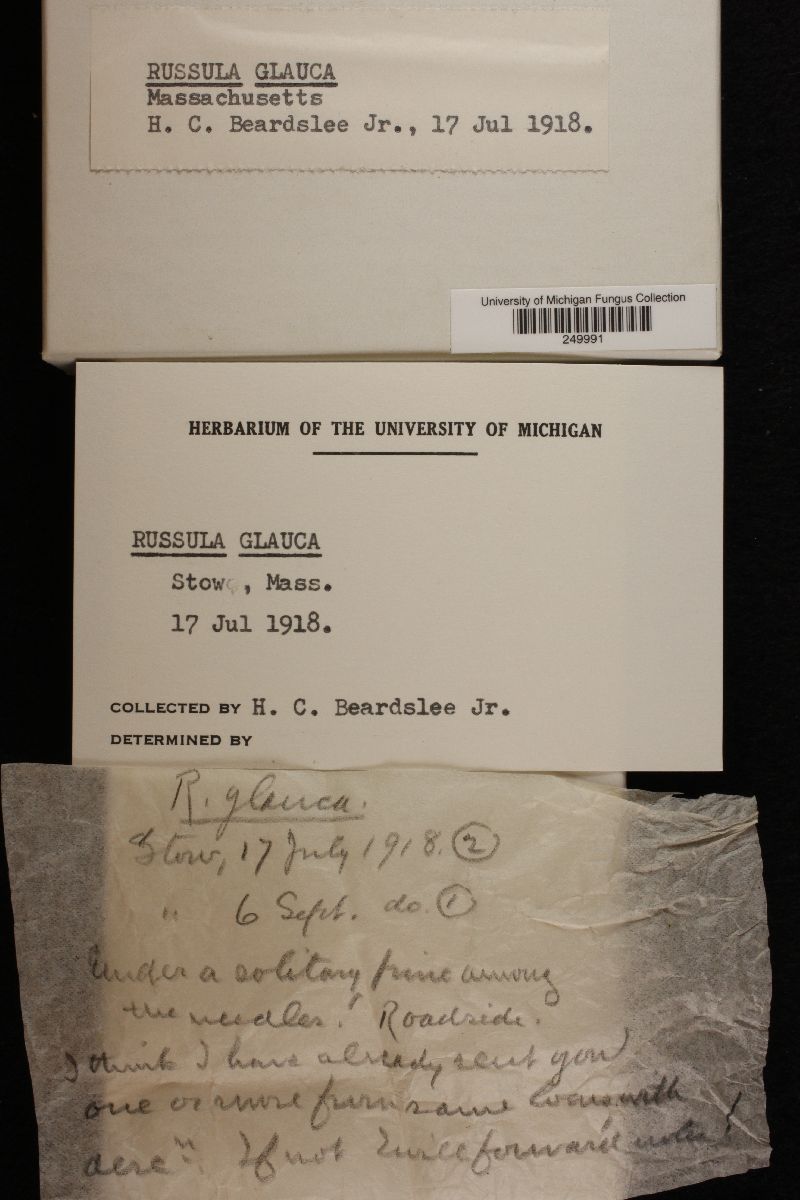 RUSSULA GLAUCA
Massachusetts
H. C. Beardslee Jr., 17 Jul 1918.
University of Michigan Fungus Collection
249991
HERBARIUM OF THE UNIVERSITY OF MICHIGAN
RUSSULA GLAUCA
Stow , Mass.
17 Jul 1918.
COLLECTED BY H. C. Beardslee Jr.
DETERMINED BY
R. glauca.
Stow, 17 July 1918. (2)
" 6 Sept. do. (1)
Under a solitary pine among
the needles! Roadside.
I think I have already sent you
one or more from same locus with
If not I will forward